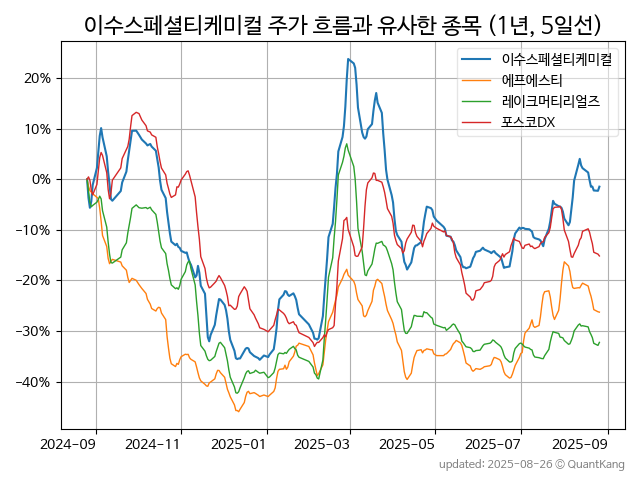 이수스페셜티케미컬 주가 흐름과 유사한 종목 (1년, 5일선)
이수스페셜티케미컬
에프에스티
레이크머티리얼즈
포스코DX
20%
10%
0%
−10%
−20%
−30%
−40%
2024-09
2024-11
2025-01
2025-03
2025-05
2025-07
2025-09
updated: 2025-08-26 © QuantKang